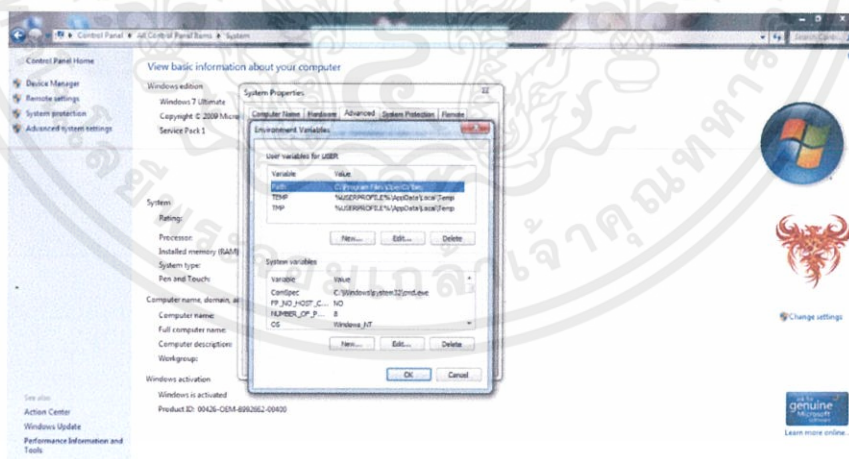 Control Panel ▸ All Control Panel Items ▸ System
Control Panel Home
Device Manager
Remote settings
System protection
Advanced system settings
See also
Action Center
Windows Update
Performance Information and
Tools
View basic information about your computer
Windows edition
Windows 7 Ultimate
Copyright © 2009 Micro
Service Pack 1
System
Rating:
Processor:
Installed memory (RAM)
System type:
Pen and Touch:
Computer name, domain, a
Computer name:
Full computer name:
Computer description:
Workgroup:
Windows activation
Windows is activated
Product ID: 00426-OEM-8992662-00400
System Properties
Computer Name Hardware Advanced System Protection Remote
Environment Variables
User variables for USER
Variable Value
Path
TEMP %USERPROFILE%\AppData\Local\Temp
TMP %USERPROFILE%\AppData\Local\Temp
New... Edit... Delete
System variables
Variable Value
ComSpec C:\Windows\system32\cmd.exe
FP_NO_HOST_C... NO
NUMBER_OF_P... 8
OS Windows_NT
New... Edit... Delete
OK Cancel
Change settings
ask for
genuine
Microsoft
software
Learn more online...